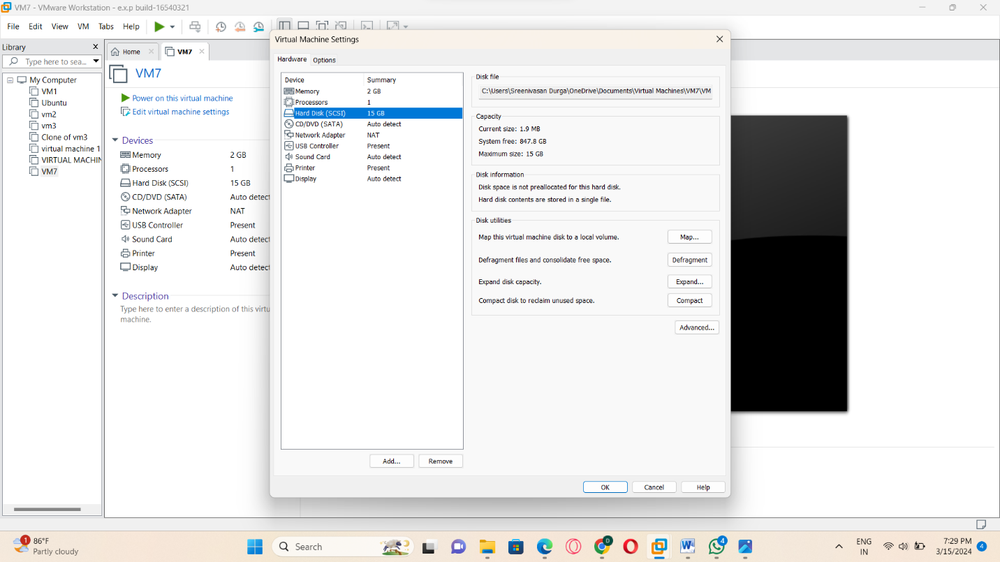 VM7 - VMware Workstation - e.x.p build-16540321
File Edit View VM Tabs Help
Library
Type here to sea...
My Computer
VM1
Ubuntu
vm2
vm3
Clone of vm3
virtual machine 1
VIRTUAL MACHIN
VM7
Home
VM7
VM7
Power on this virtual machine
Edit virtual machine settings
Devices
Memory 2 GB
Processors 1
Hard Disk (SCSI) 15 GB
CD/DVD (SATA) Auto detect
Network Adapter NAT
USB Controller Present
Sound Card Auto detect
Printer Present
Display Auto detect
Description
Type here to enter a description of this virtu
machine.
Virtual Machine Settings
Hardware Options
Device Summary
Memory 2 GB
Processors 1
Hard Disk (SCSI) 15 GB
CD/DVD (SATA) Auto detect
Network Adapter NAT
USB Controller Present
Sound Card Auto detect
Printer Present
Display Auto detect
Add... Remove
Disk file
C:\Users\Sreenivasan Durga\OneDrive\Documents\Virtual Machines\VM7\VM
Capacity
Current size: 1.9 MB
System free: 847.8 GB
Maximum size: 15 GB
Disk information
Disk space is not preallocated for this hard disk.
Hard disk contents are stored in a single file.
Disk utilities
Map this virtual machine disk to a local volume. Map...
Defragment files and consolidate free space. Defragment
Expand disk capacity. Expand...
Compact disk to reclaim unused space. Compact
Advanced...
OK Cancel Help
1
86°F
Partly cloudy
Search
D
4
ENG
IN
7:29 PM
3/15/2024
4